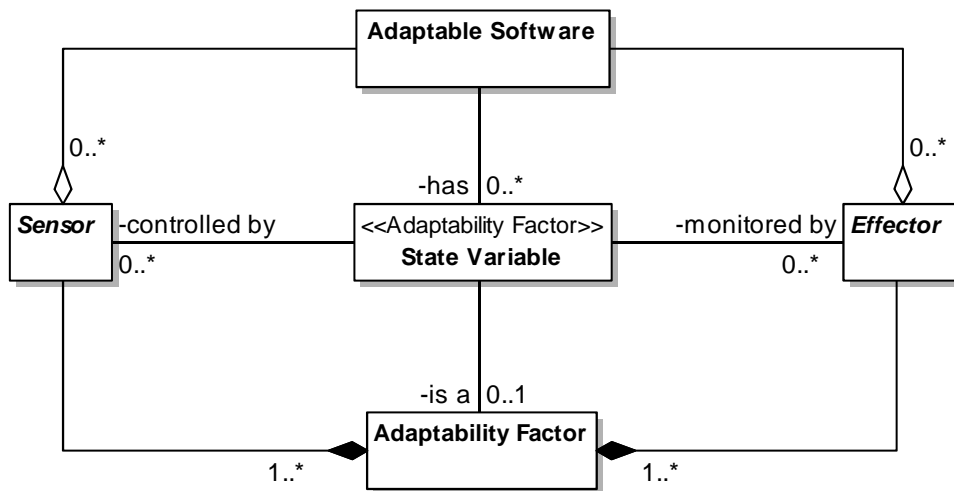 Adaptable Software
0..*
0..*
-has
0..*
Sensor
-controlled by
0..*
<<Adaptability Factor>>
State Variable
-monitored by
0..*
Effector
-is a
0..1
Adaptability Factor
1..*
1..*